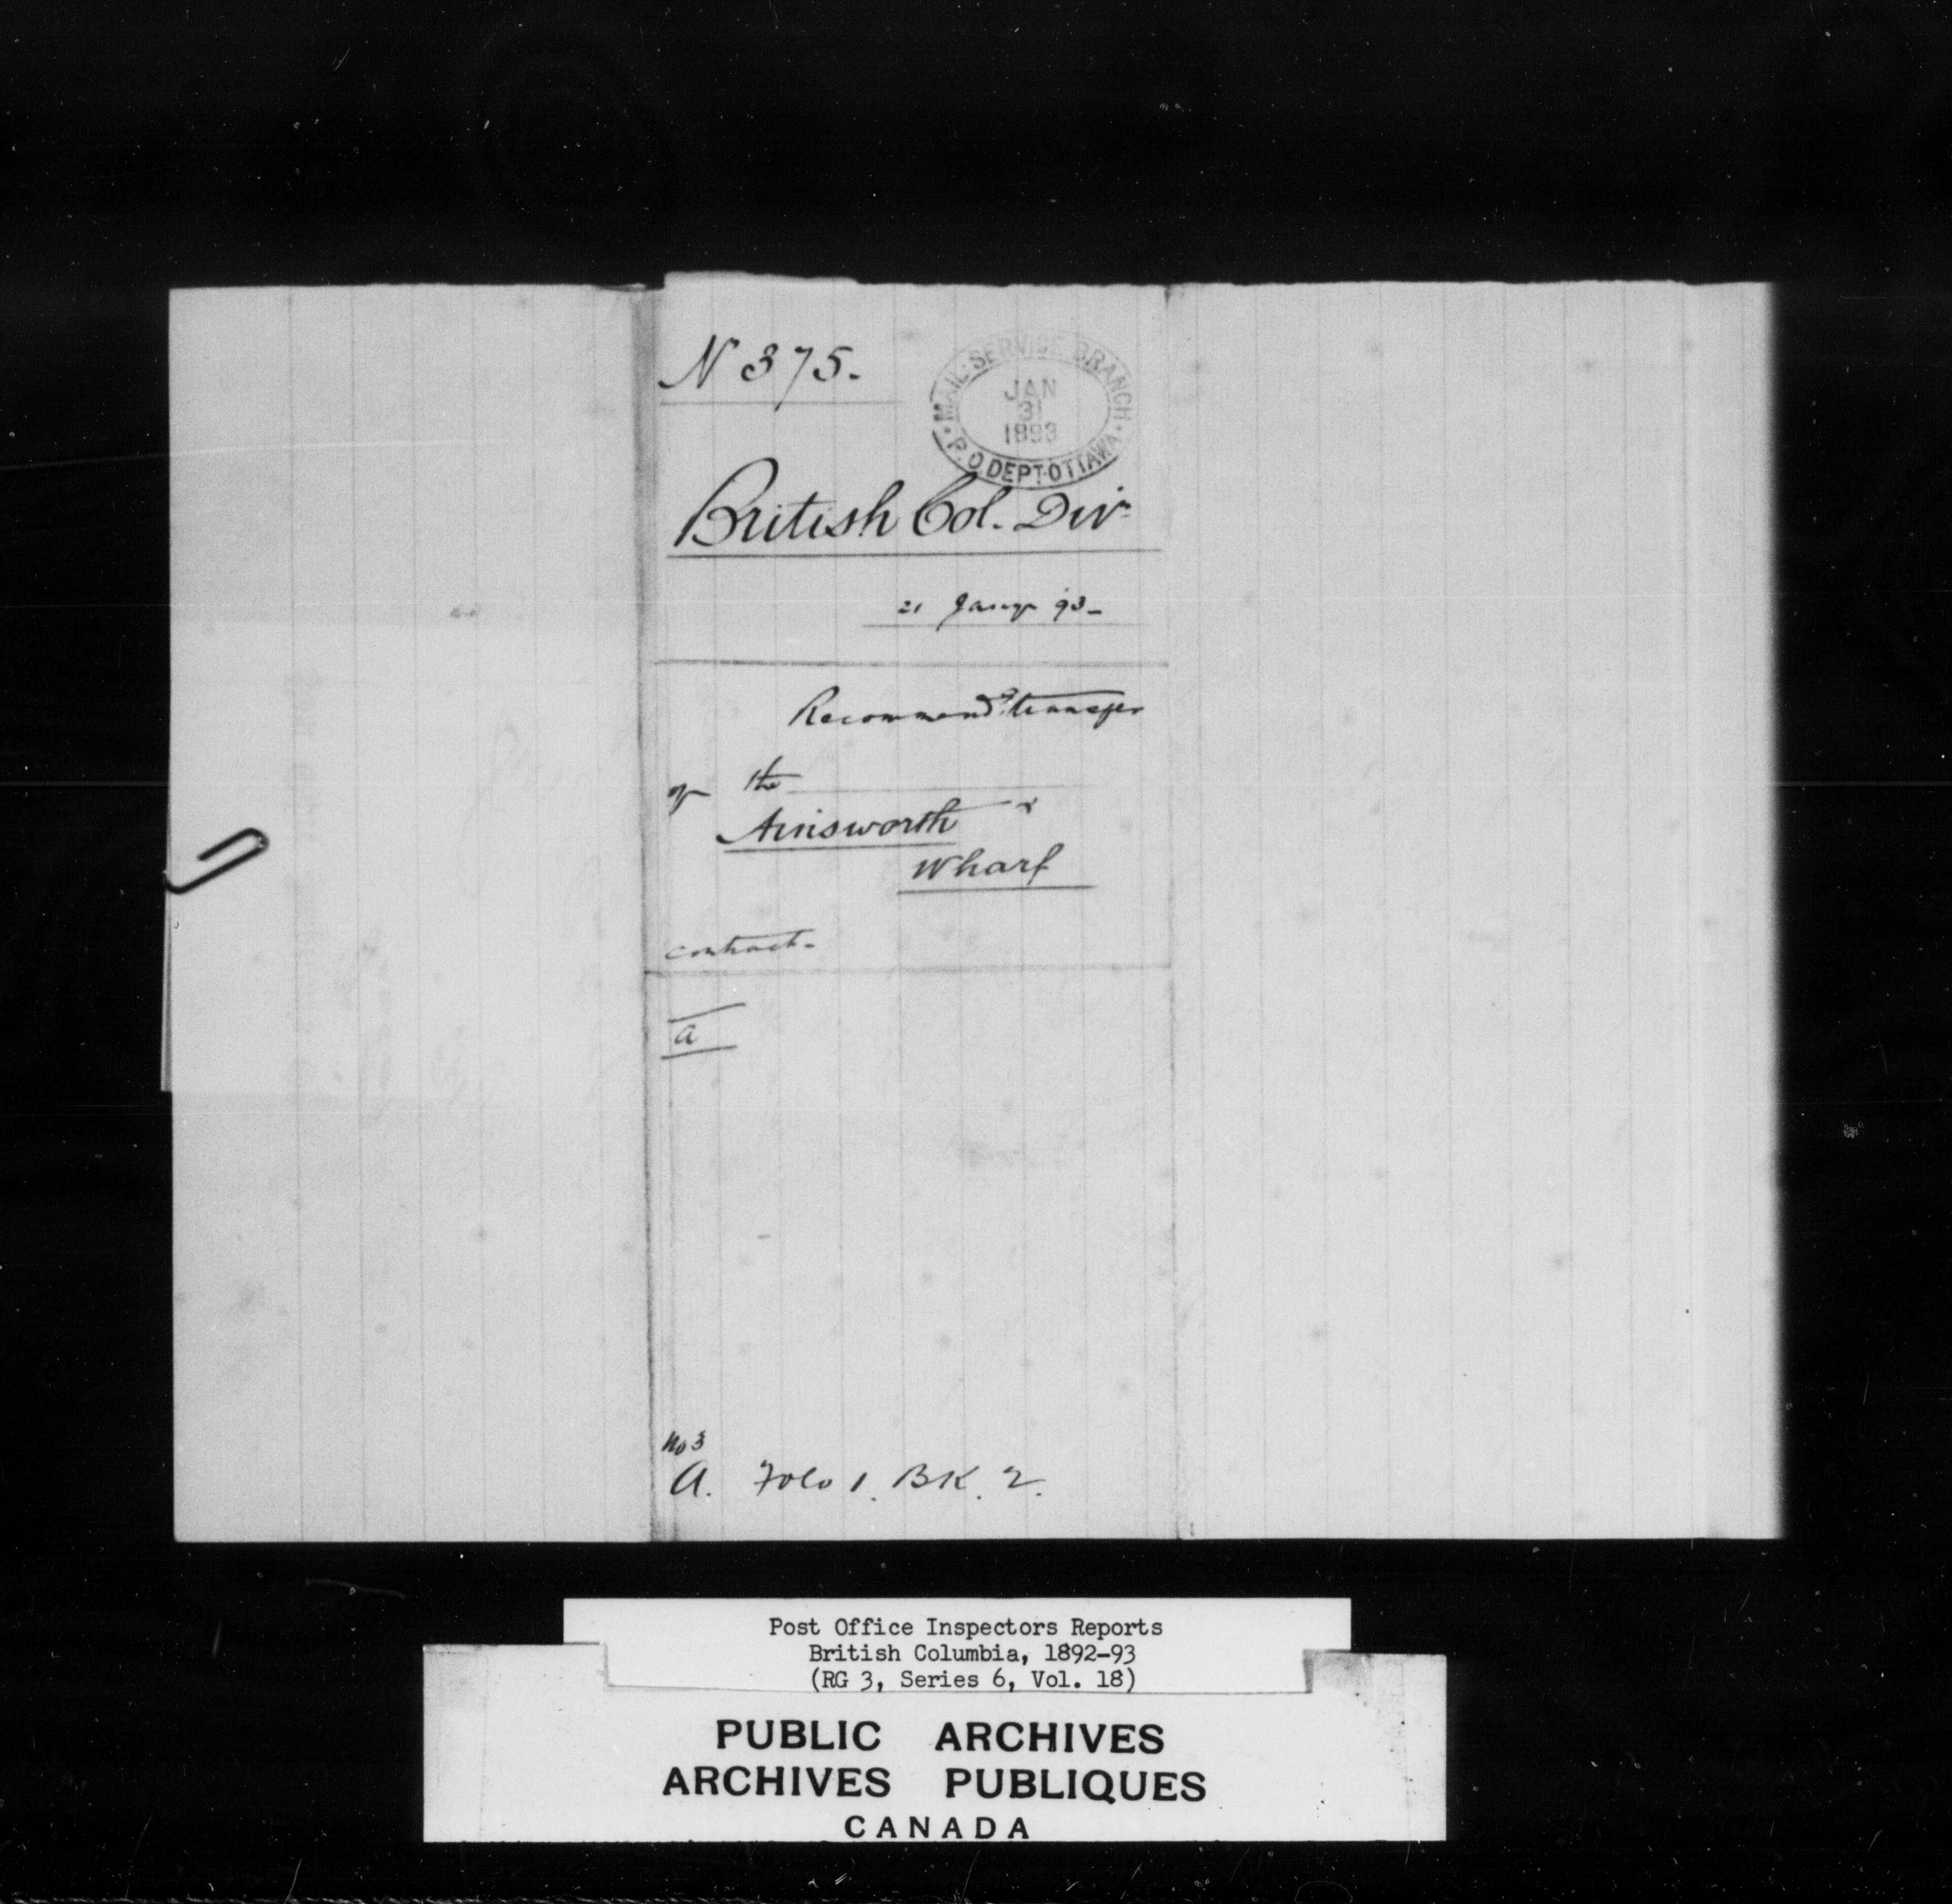 N 375.
MAIL SERVICE BRANCH
JAN
31
1893
P.O. DEPT. OTTAWA
British Col. Div.
21 Jany 93-
Recommendg. transfer
of the
Ainsworth &
Wharf
contract-
a
No 3
A. Folo 1. BK. 2.
Post Office Inspectors Reports
British Columbia, 1892-93
(RG 3, Series 6, Vol. 18)
PUBLIC ARCHIVES
ARCHIVES PUBLIQUES
CANADA